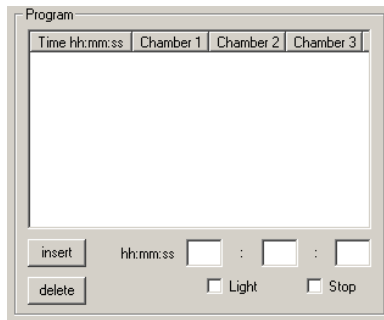 Program
Time hh:mm:ss Chamber 1 Chamber 2 Chamber 3
insert hh:mm:ss : :
delete Light Stop